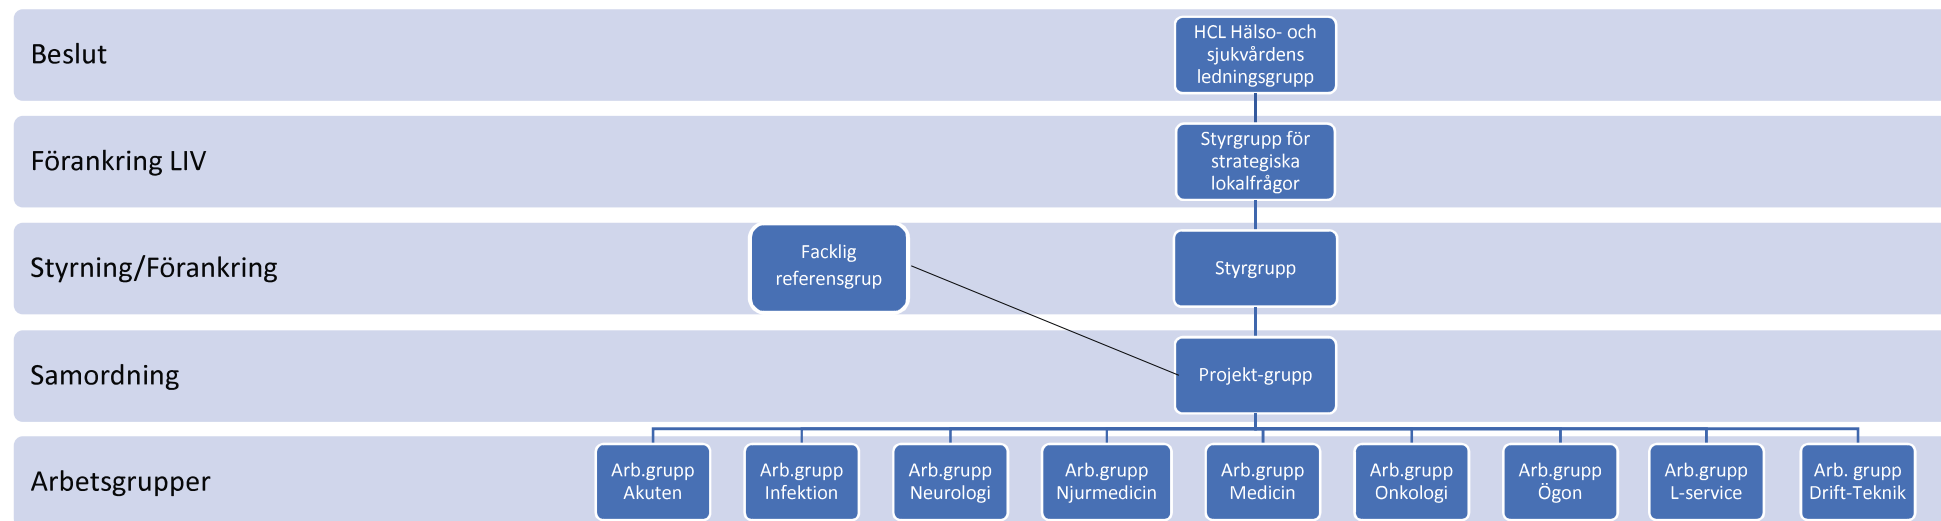 Beslut
HCL Hälso- och
sjukvårdens
ledningsgrupp
Förankring LIV
Styrgrupp för
strategiska
lokalfrågor
Styrning/Förankring
Facklig
referensgrup
Styrgrupp
Samordning
Projekt-grupp
Arbetsgrupper
Arb.grupp
Akuten
Arb.grupp
Infektion
Arb.grupp
Neurologi
Arb.grupp
Njurmedicin
Arb.grupp
Medicin
Arb.grupp
Onkologi
Arb.grupp
Ögon
Arb.grupp
L-service
Arb. grupp
Drift-Teknik